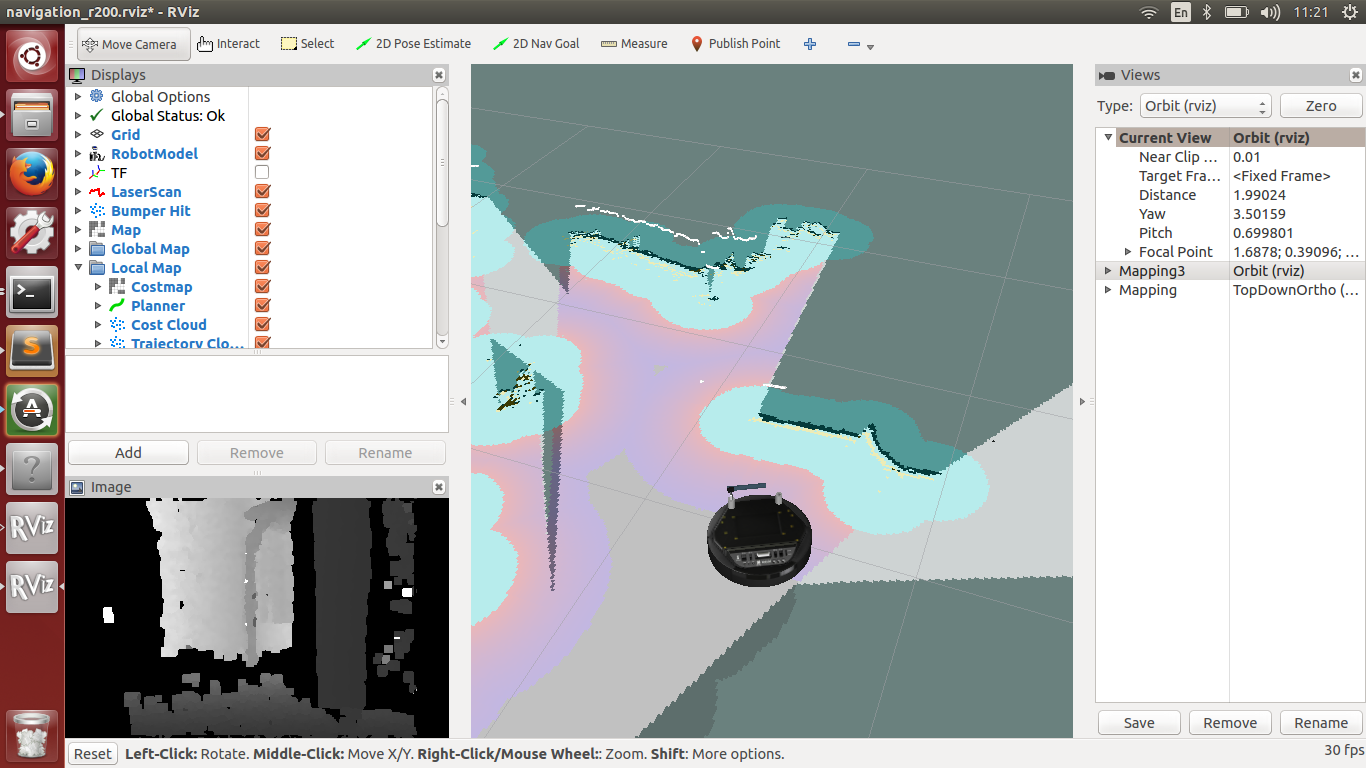 navigation_r200.rviz* - RViz
En
11:21
Move Camera
Interact
Select
2D Pose Estimate
2D Nav Goal
Measure
Publish Point
Displays
Global Options
Global Status: Ok
Grid
RobotModel
TF
LaserScan
Bumper Hit
Map
Global Map
Local Map
Costmap
Planner
Cost Cloud
Trajectory Clo...
Add
Remove
Rename
Image
Views
Type:
Orbit (rviz)
Zero
Current View Orbit (rviz)
Near Clip ... 0.01
Target Fra... <Fixed Frame>
Distance 1.99024
Yaw 3.50159
Pitch 0.699801
Focal Point 1.6878; 0.39096; ...
Mapping3 Orbit (rviz)
Mapping TopDownOrtho (...
Save
Remove
Rename
RViz
RViz
Reset
Left-Click: Rotate. Middle-Click: Move X/Y. Right-Click/Mouse Wheel:: Zoom. Shift: More options.
30 fps